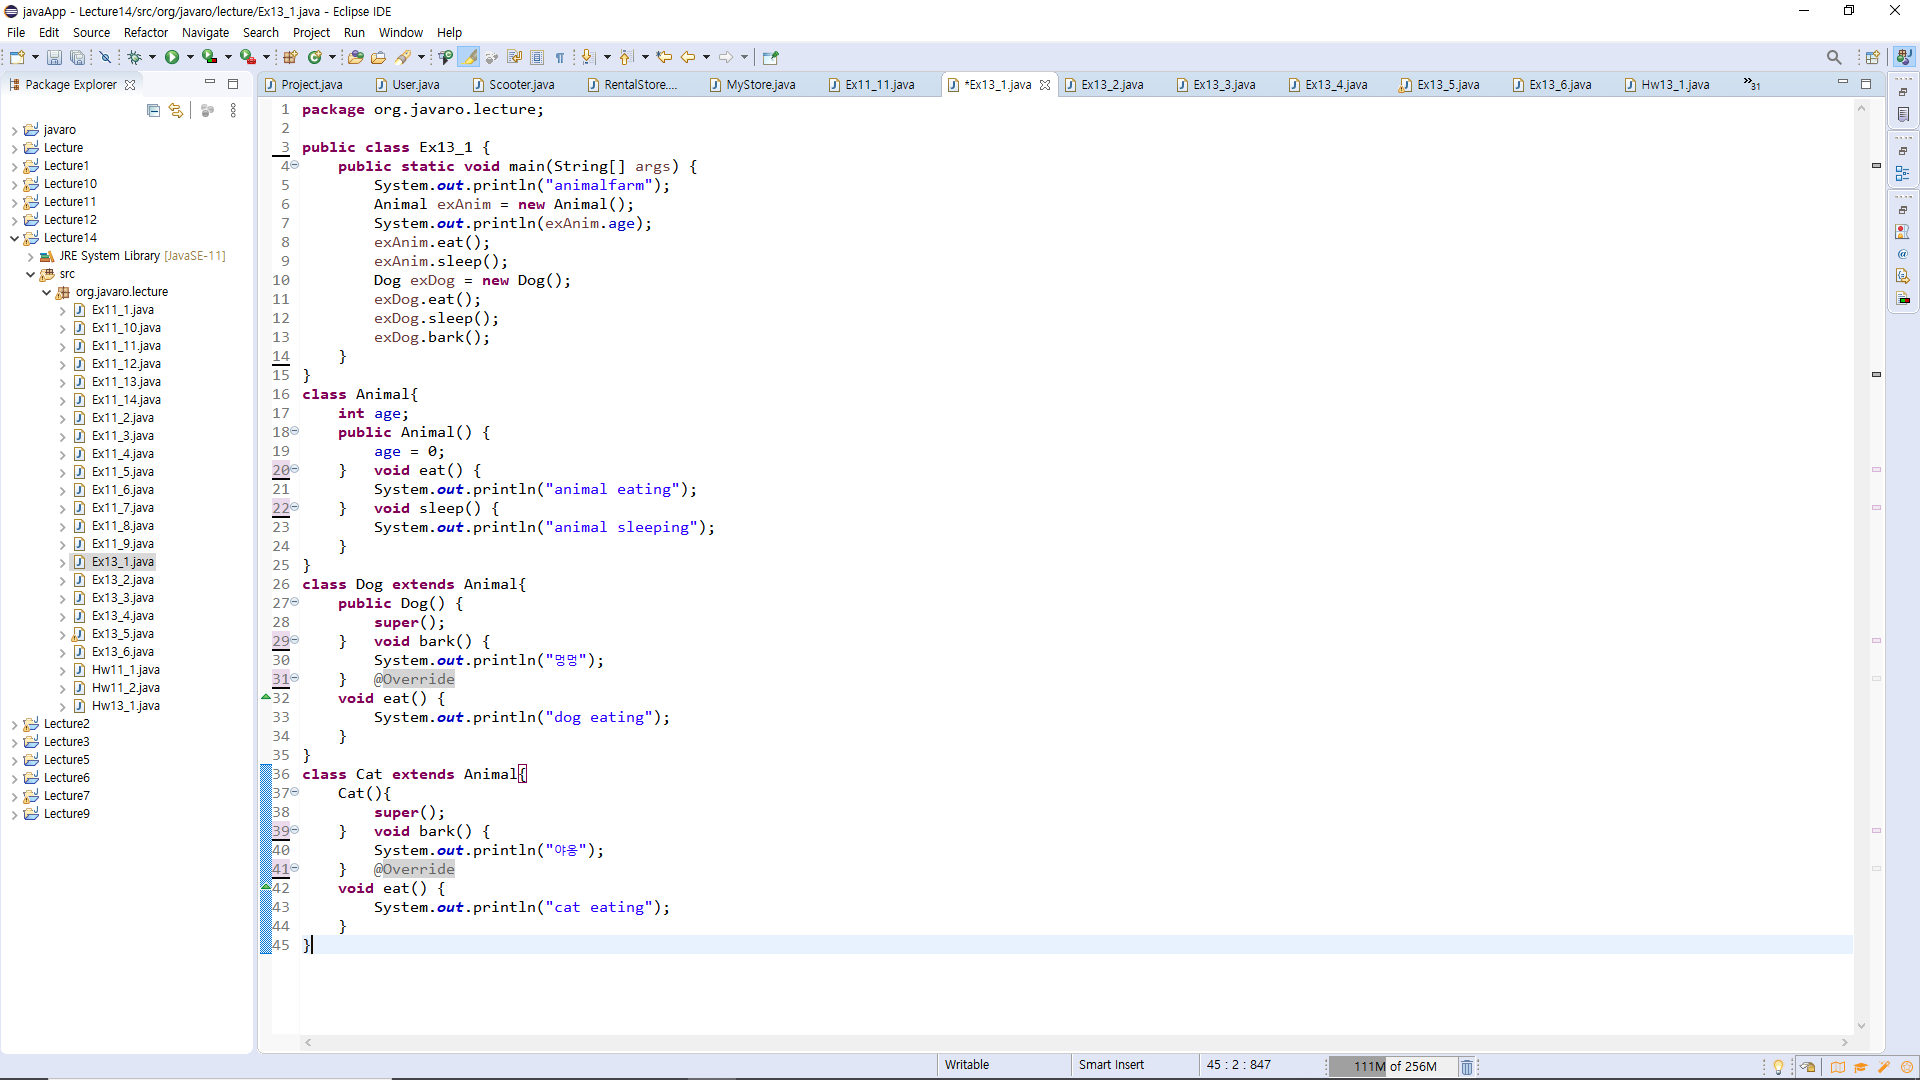 javaApp - Lecture14/src/org/javaro/lecture/Ex13_1.java - Eclipse IDE
File Edit Source Refactor Navigate Search Project Run Window Help
Package Explorer
Project.java User.java Scooter.java RentalStore.... MyStore.java Ex11_11.java *Ex13_1.java Ex13_2.java Ex13_3.java Ex13_4.java Ex13_5.java Ex13_6.java Hw13_1.java »31
javaro
Lecture
Lecture1
Lecture10
Lecture11
Lecture12
Lecture14
JRE System Library [JavaSE-11]
src
org.javaro.lecture
Ex11_1.java
Ex11_10.java
Ex11_11.java
Ex11_12.java
Ex11_13.java
Ex11_14.java
Ex11_2.java
Ex11_3.java
Ex11_4.java
Ex11_5.java
Ex11_6.java
Ex11_7.java
Ex11_8.java
Ex11_9.java
Ex13_1.java
Ex13_2.java
Ex13_3.java
Ex13_4.java
Ex13_5.java
Ex13_6.java
Hw11_1.java
Hw11_2.java
Hw13_1.java
Lecture2
Lecture3
Lecture5
Lecture6
Lecture7
Lecture9
1 package org.javaro.lecture;
2
3 public class Ex13_1 {
4     public static void main(String[] args) {
5         System.out.println("animalfarm");
6         Animal exAnim = new Animal();
7         System.out.println(exAnim.age);
8         exAnim.eat();
9         exAnim.sleep();
10         Dog exDog = new Dog();
11         exDog.eat();
12         exDog.sleep();
13         exDog.bark();
14     }
15 }
16 class Animal{
17     int age;
18     public Animal() {
19         age = 0;
20     }   void eat() {
21         System.out.println("animal eating");
22     }   void sleep() {
23         System.out.println("animal sleeping");
24     }
25 }
26 class Dog extends Animal{
27     public Dog() {
28         super();
29     }   void bark() {
30         System.out.println("멍멍");
31     }   @Override
32     void eat() {
33         System.out.println("dog eating");
34     }
35 }
36 class Cat extends Animal{
37     Cat(){
38         super();
39     }   void bark() {
40         System.out.println("야옹");
41     }   @Override
42     void eat() {
43         System.out.println("cat eating");
44     }
45 }
Writable Smart Insert 45 : 2 : 847 111M of 256M